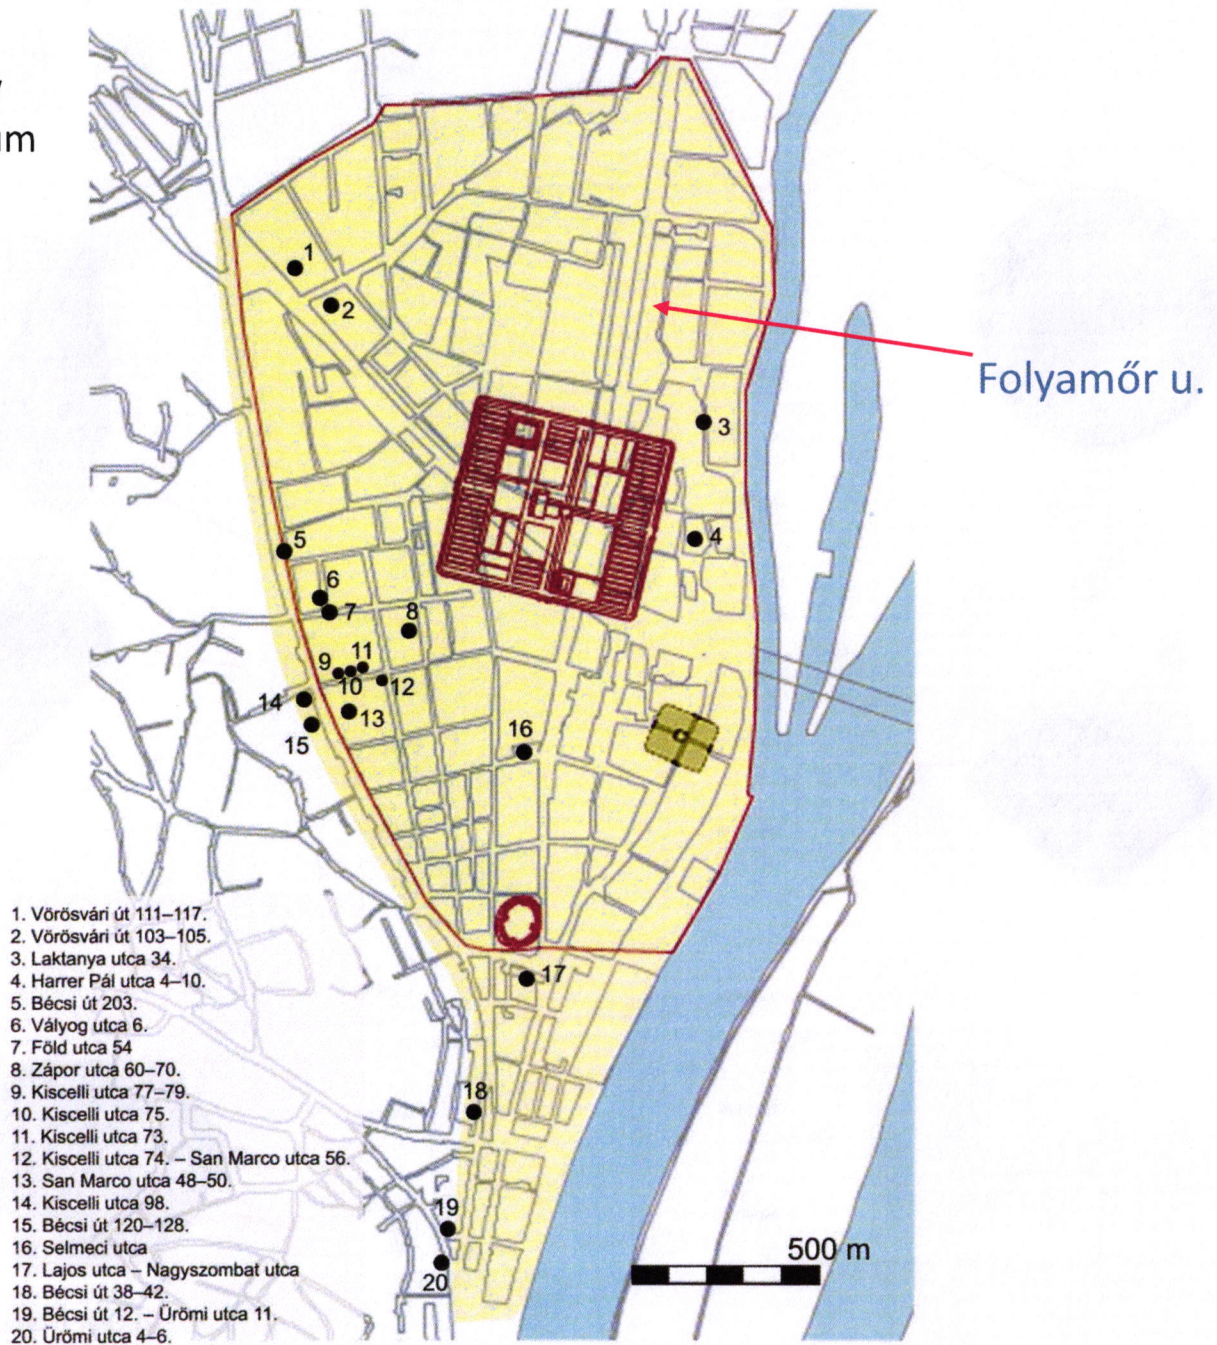 Folyamőr u.
1
2
3
4
5
6
7
8
9
10
11
12
13
14
15
16
17
18
19
20
500 m
1. Vörösvári út 111–117.
2. Vörösvári út 103–105.
3. Laktanya utca 34.
4. Harrer Pál utca 4–10.
5. Bécsi út 203.
6. Vályog utca 6.
7. Föld utca 54
8. Zápor utca 60–70.
9. Kiscelli utca 77–79.
10. Kiscelli utca 75.
11. Kiscelli utca 73.
12. Kiscelli utca 74. – San Marco utca 56.
13. San Marco utca 48–50.
14. Kiscelli utca 98.
15. Bécsi út 120–128.
16. Selmeci utca
17. Lajos utca – Nagyszombat utca
18. Bécsi út 38–42.
19. Bécsi út 12. – Ürömi utca 11.
20. Ürömi utca 4–6.